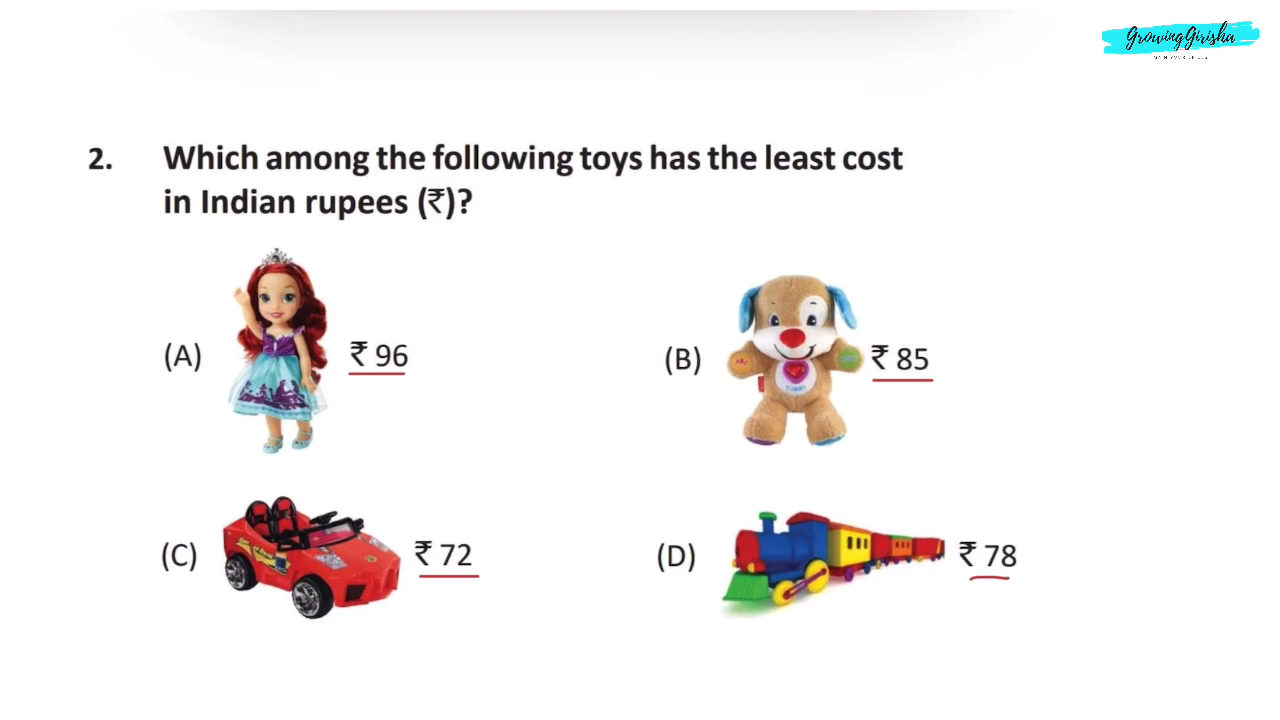 GrowingGirisha
2. Which among the following toys has the least cost
in Indian rupees (₹)?
(A) ₹ 96
(B) ₹ 85
(C) ₹ 72
(D) ₹ 78